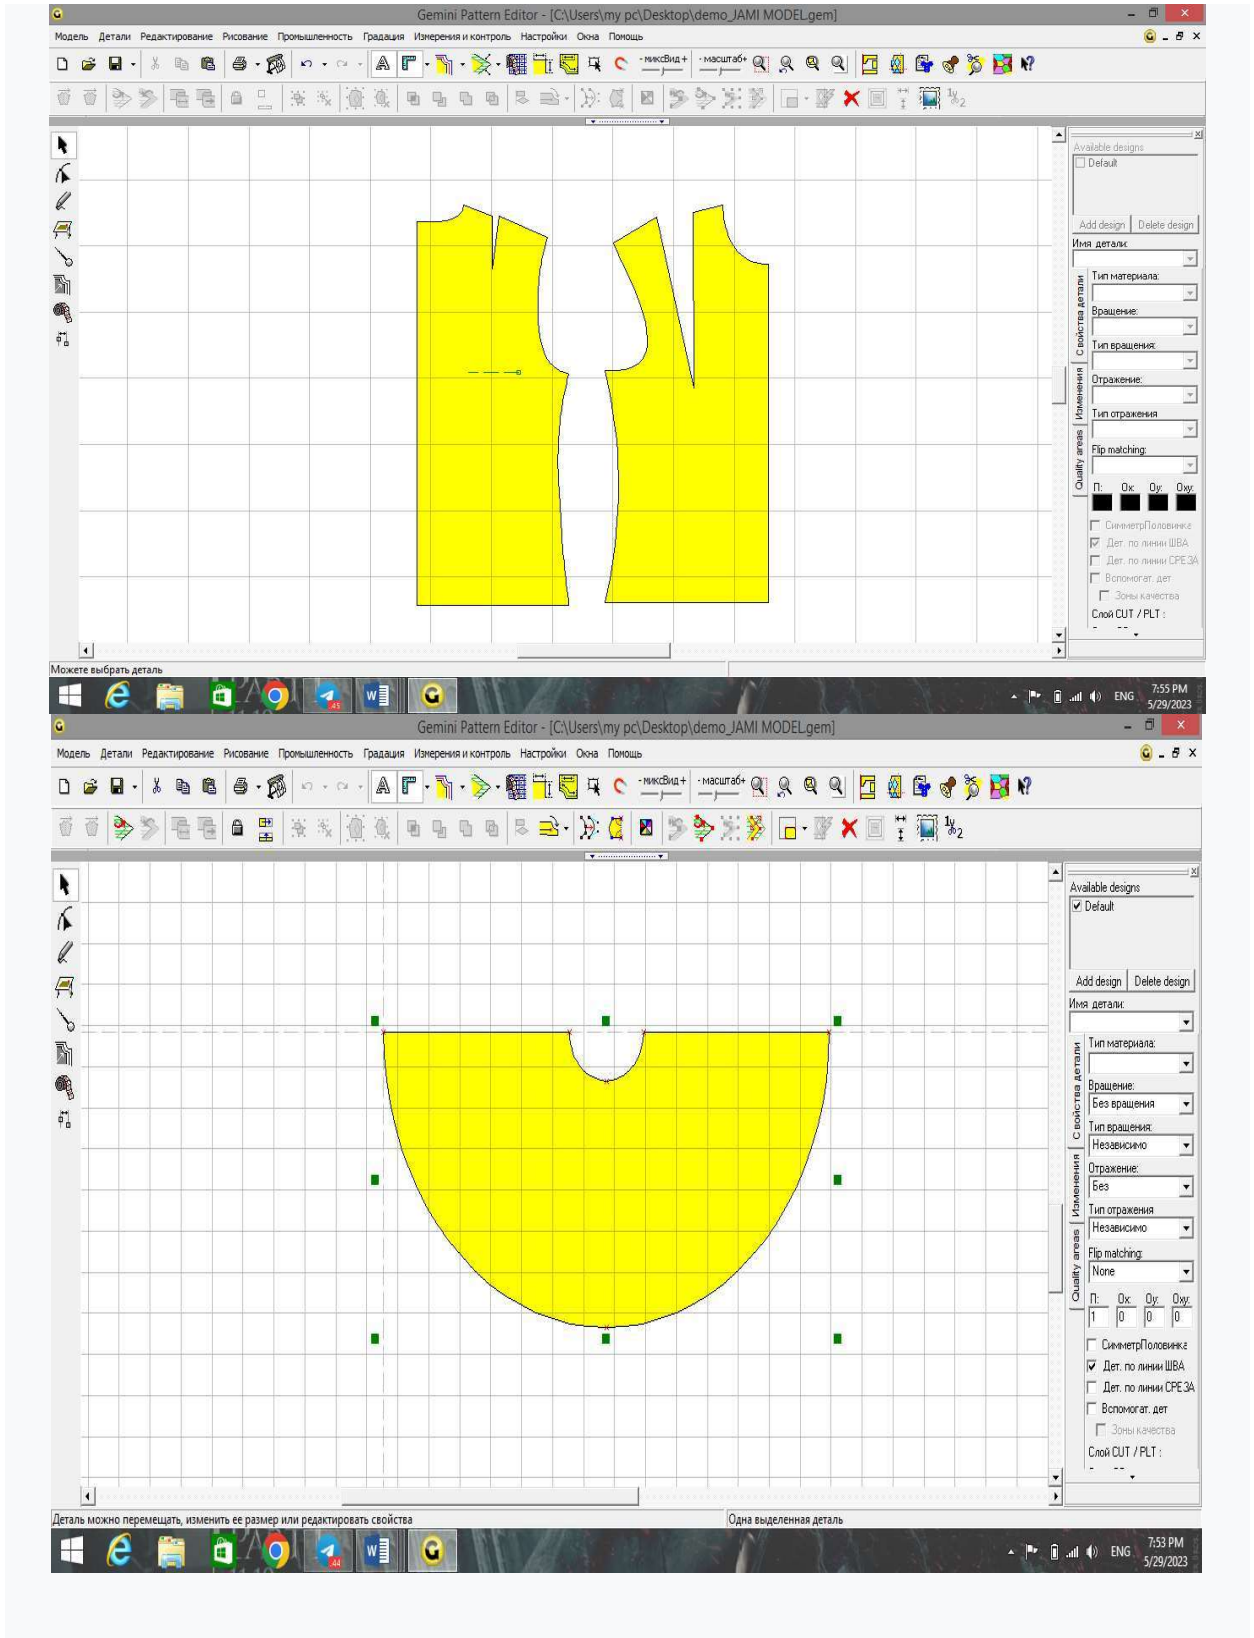 Gemini Pattern Editor - [C:\Users\my pc\Desktop\demo_JAMI MODEL.gem]
Модель Детали Редактирование Рисование Промышленность Градация Измерения и контроль Настройки Окна Помощь
- миксВид + - масштаб +
Available designs
Default
Add design Delete design
Имя детали:
Тип материала:
Вращение:
Тип вращения:
Отражение:
Тип отражения
Flip matching:
П: Ox: Oy: Oxy:
СимметрПоловинка
Дет. по линии ШВА
Дет. по линии СРЕЗА
Вспомогат. дет
Зоны качества
Слой CUT / PLT :
Свойства детали
Изменения
Quality areas
Можете выбрать деталь
45
ENG
7:55 PM
5/29/2023
Gemini Pattern Editor - [C:\Users\my pc\Desktop\demo_JAMI MODEL.gem]
Модель Детали Редактирование Рисование Промышленность Градация Измерения и контроль Настройки Окна Помощь
- миксВид + - масштаб +
Available designs
Default
Add design Delete design
Имя детали:
Тип материала:
Вращение:
Без вращения
Тип вращения:
Независимо
Отражение:
Без
Тип отражения
Независимо
Flip matching:
None
П: Ox: Oy: Oxy:
1 0 0 0
СимметрПоловинка
Дет. по линии ШВА
Дет. по линии СРЕЗА
Вспомогат. дет
Зоны качества
Слой CUT / PLT :
Свойства детали
Изменения
Quality areas
Деталь можно перемещать, изменить ее размер или редактировать свойства
Одна выделенная деталь
44
ENG
7:53 PM
5/29/2023